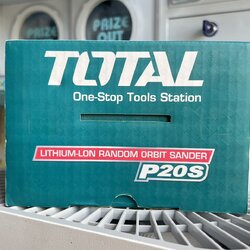 PRIZE
OUT
PRIZE
TOTAL
One-Stop Tools Station
LITHIUM-LON RANDOM ORBIT SANDER
P20S